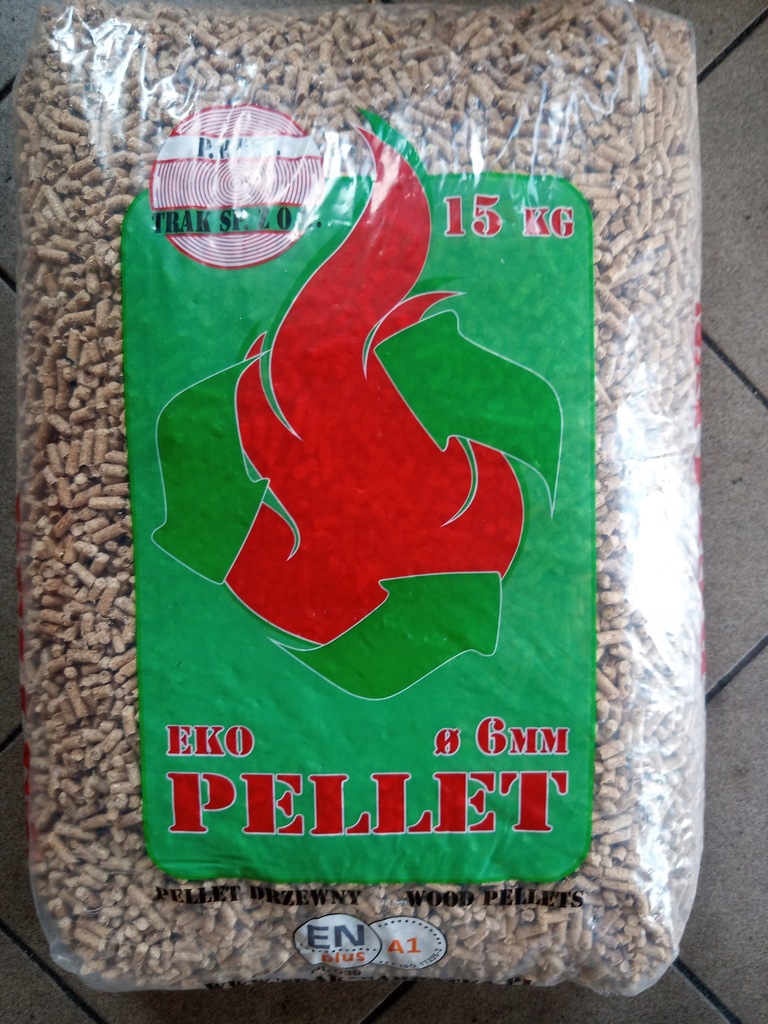 TRAK SP. Z O
15 KG
EKO ø 6MM
PELLET
PELLET DRZEWNY WOOD PELLETS
EN
plus
A1